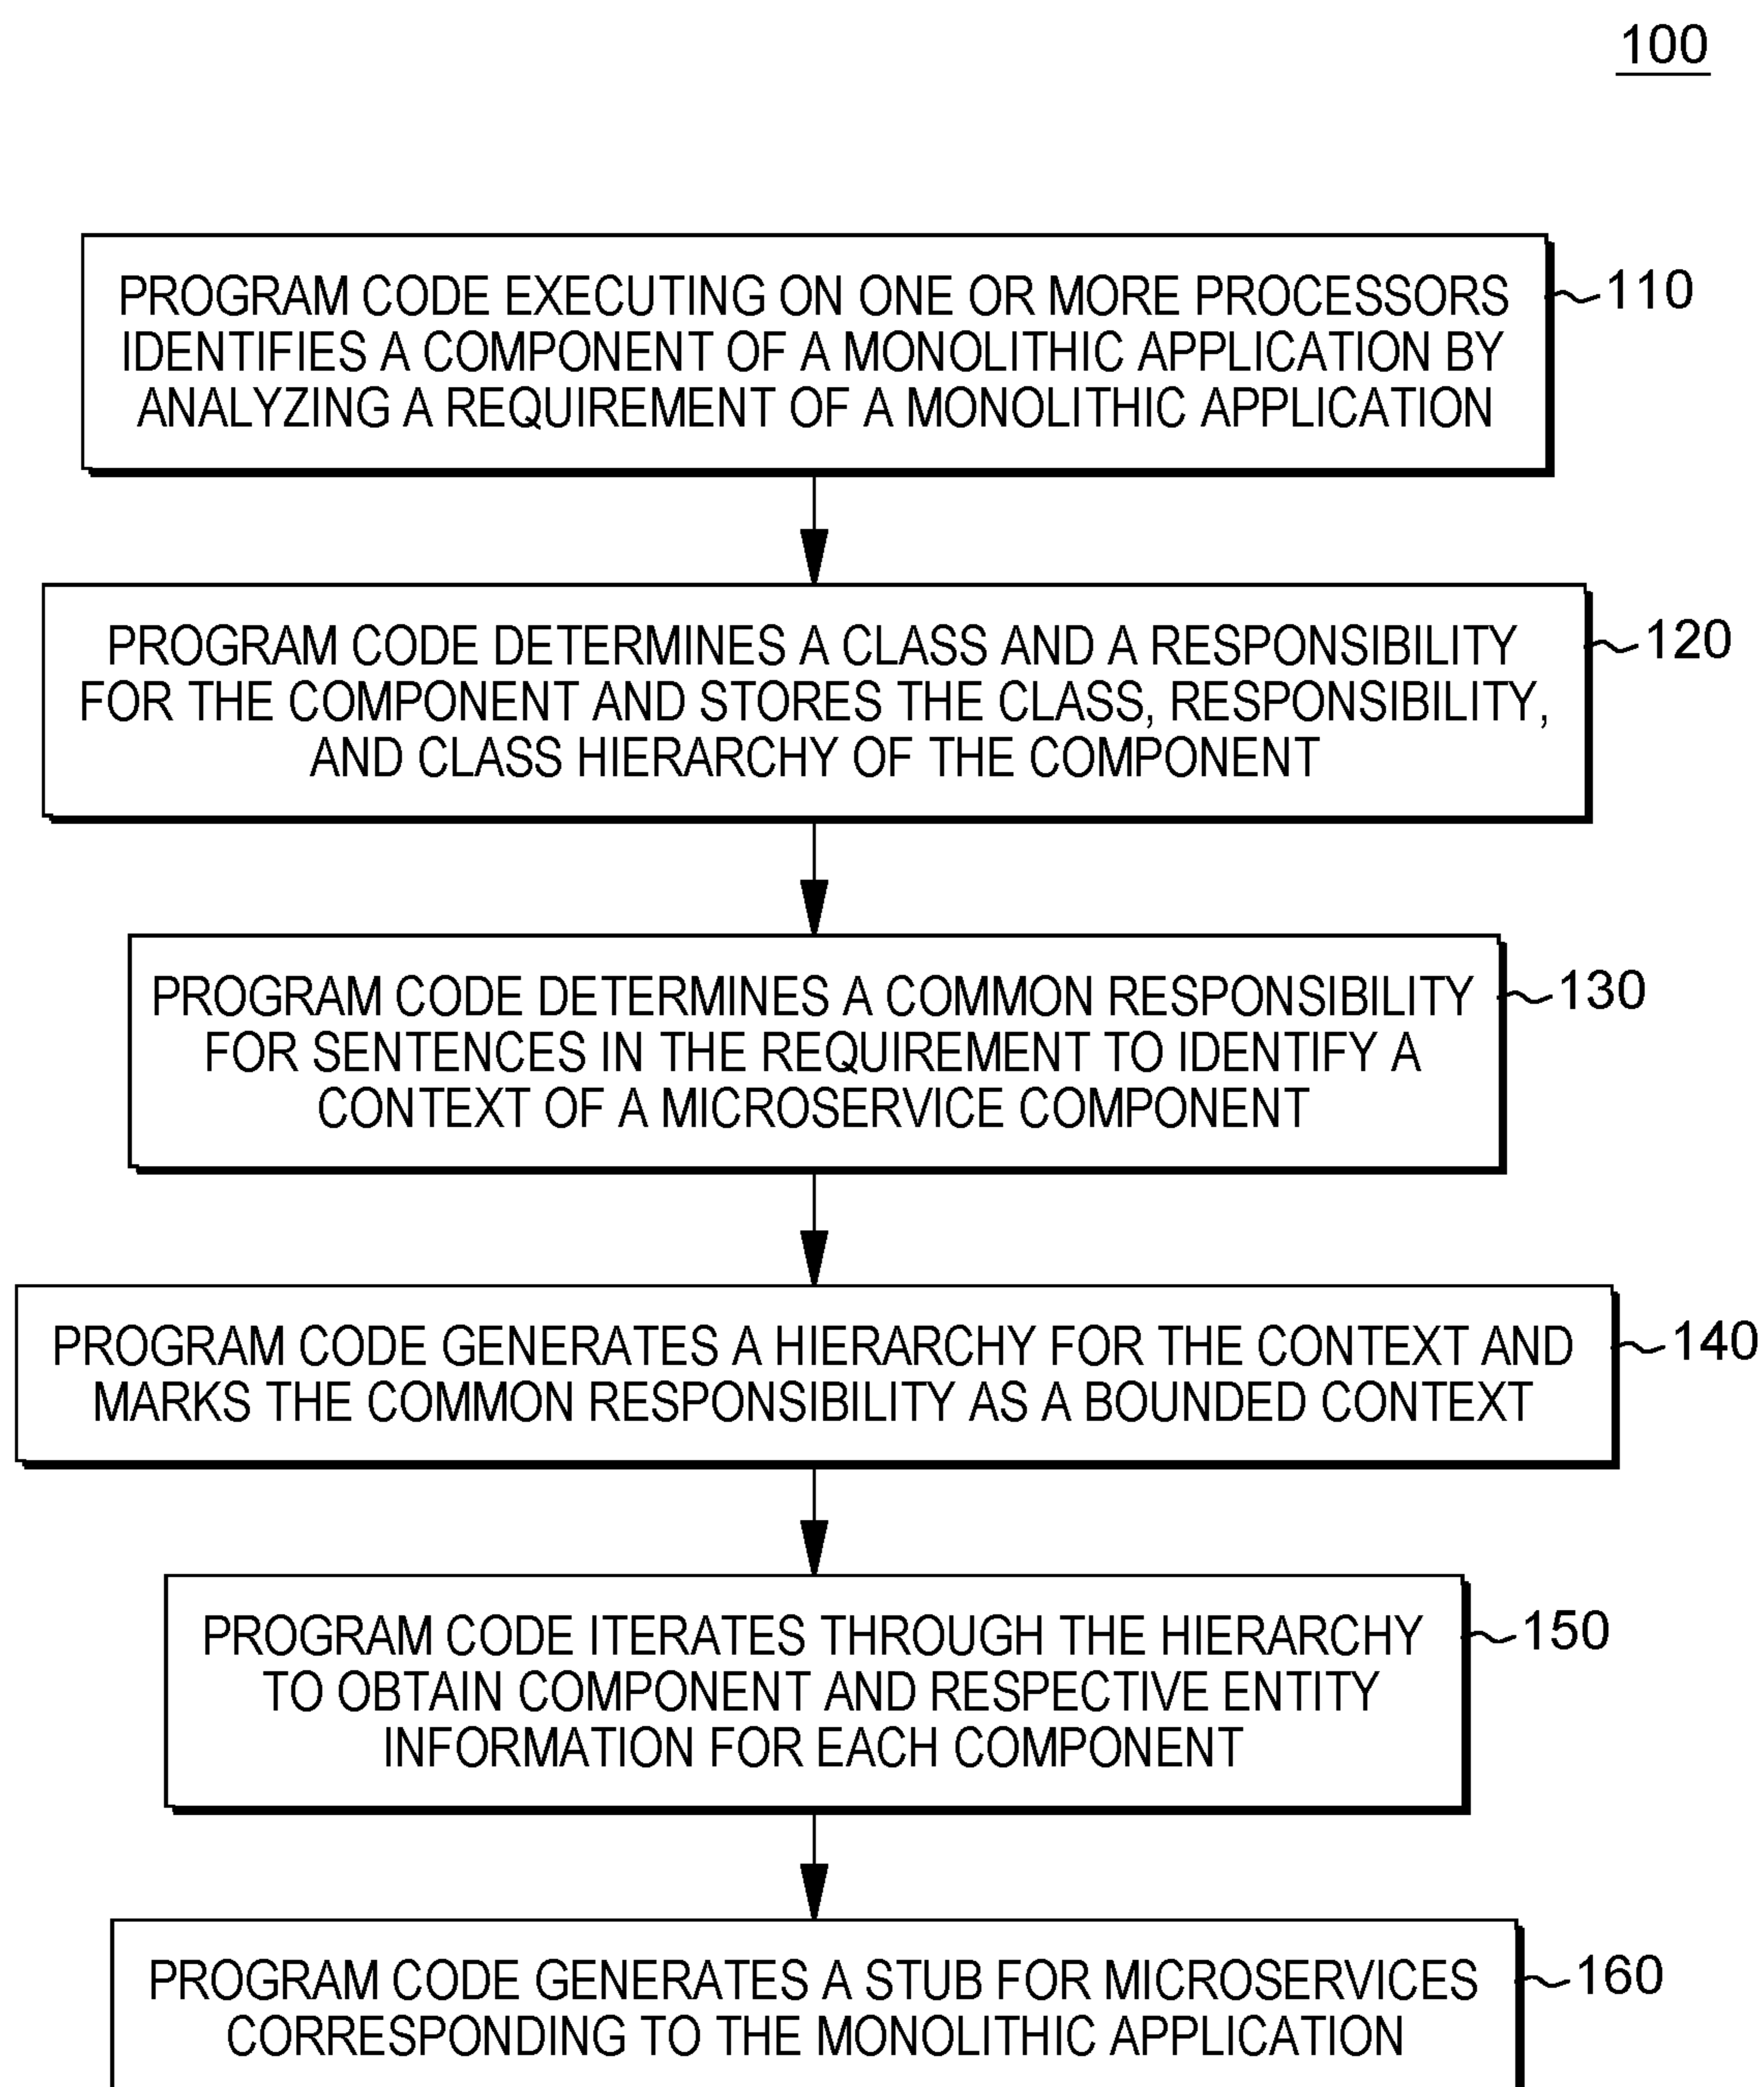 100
PROGRAM CODE EXECUTING ON ONE OR MORE PROCESSORS
IDENTIFIES A COMPONENT OF A MONOLITHIC APPLICATION BY
ANALYZING A REQUIREMENT OF A MONOLITHIC APPLICATION
110
PROGRAM CODE DETERMINES A CLASS AND A RESPONSIBILITY
FOR THE COMPONENT AND STORES THE CLASS, RESPONSIBILITY,
AND CLASS HIERARCHY OF THE COMPONENT
120
PROGRAM CODE DETERMINES A COMMON RESPONSIBILITY
FOR SENTENCES IN THE REQUIREMENT TO IDENTIFY A
CONTEXT OF A MICROSERVICE COMPONENT
130
PROGRAM CODE GENERATES A HIERARCHY FOR THE CONTEXT AND
MARKS THE COMMON RESPONSIBILITY AS A BOUNDED CONTEXT
140
PROGRAM CODE ITERATES THROUGH THE HIERARCHY
TO OBTAIN COMPONENT AND RESPECTIVE ENTITY
INFORMATION FOR EACH COMPONENT
150
PROGRAM CODE GENERATES A STUB FOR MICROSERVICES
CORRESPONDING TO THE MONOLITHIC APPLICATION
160